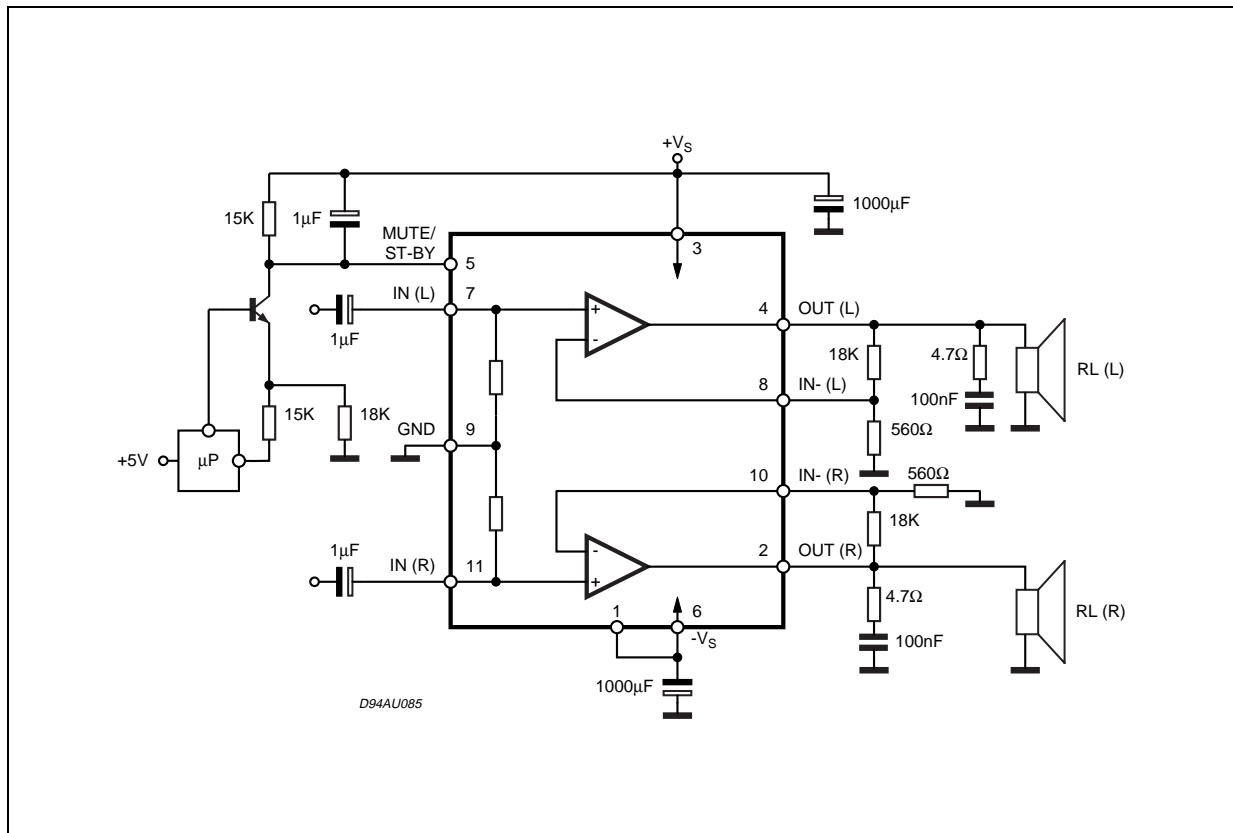 +VS
15K
1µF
1000µF
MUTE/
ST-BY
5
3
IN (L)
7
1µF
+
-
4
OUT (L)
18K
4.7Ω
RL (L)
8
IN- (L)
100nF
15K
18K
GND
9
560Ω
+5V
µP
10
IN- (R)
560Ω
18K
1µF
IN (R)
11
-
+
2
OUT (R)
4.7Ω
RL (R)
1
6
-VS
100nF
1000µF
D94AU085